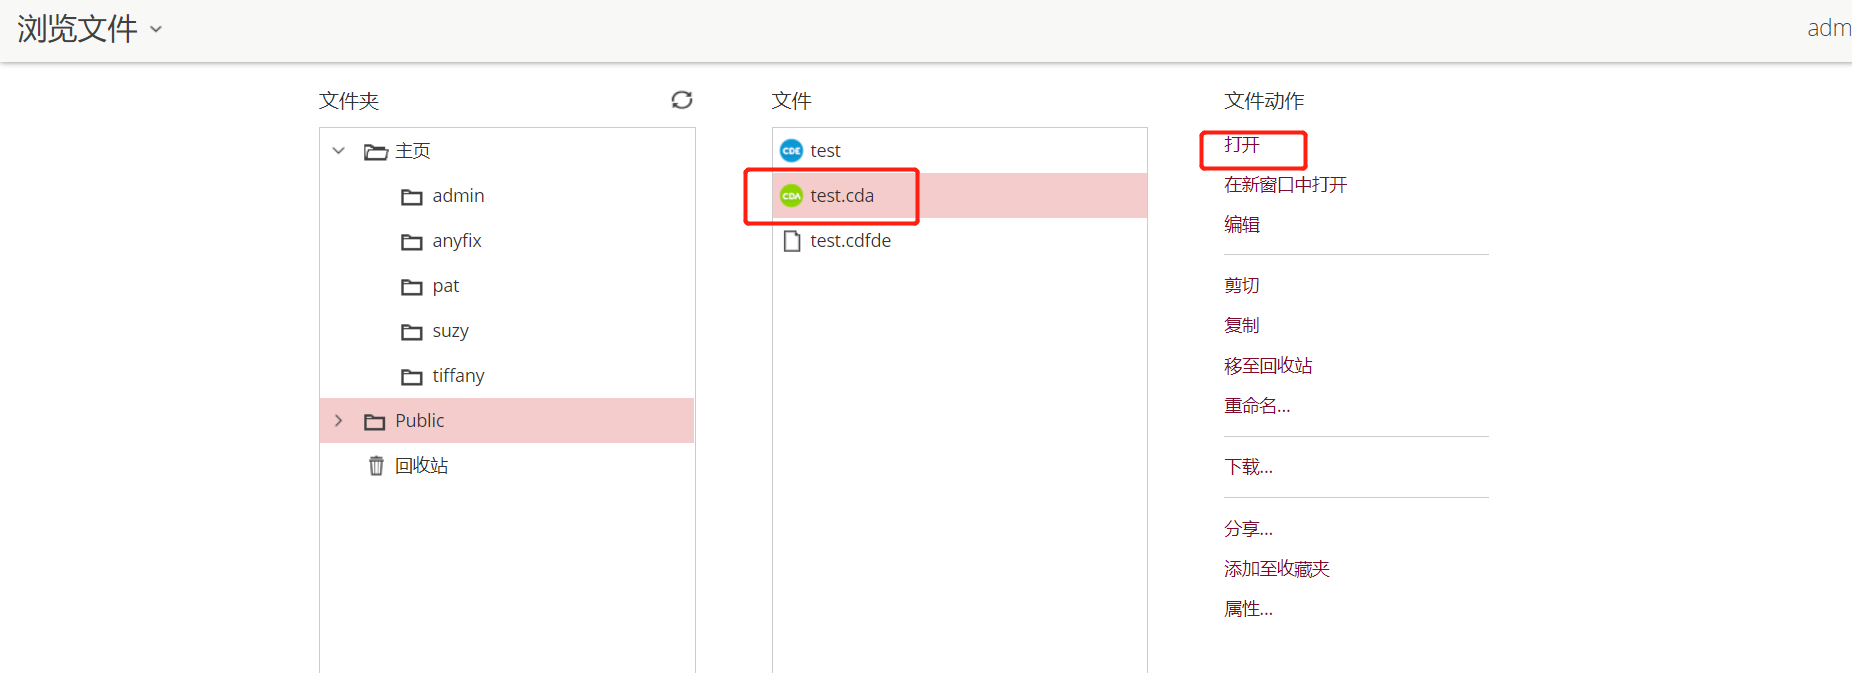 浏览文件
adm
文件夹
主页
admin
anyfix
pat
suzy
tiffany
Public
回收站
文件
CDE test
CDA test.cda
test.cdfde
文件动作
打开
在新窗口中打开
编辑
剪切
复制
移至回收站
重命名...
下载...
分享...
添加至收藏夹
属性...